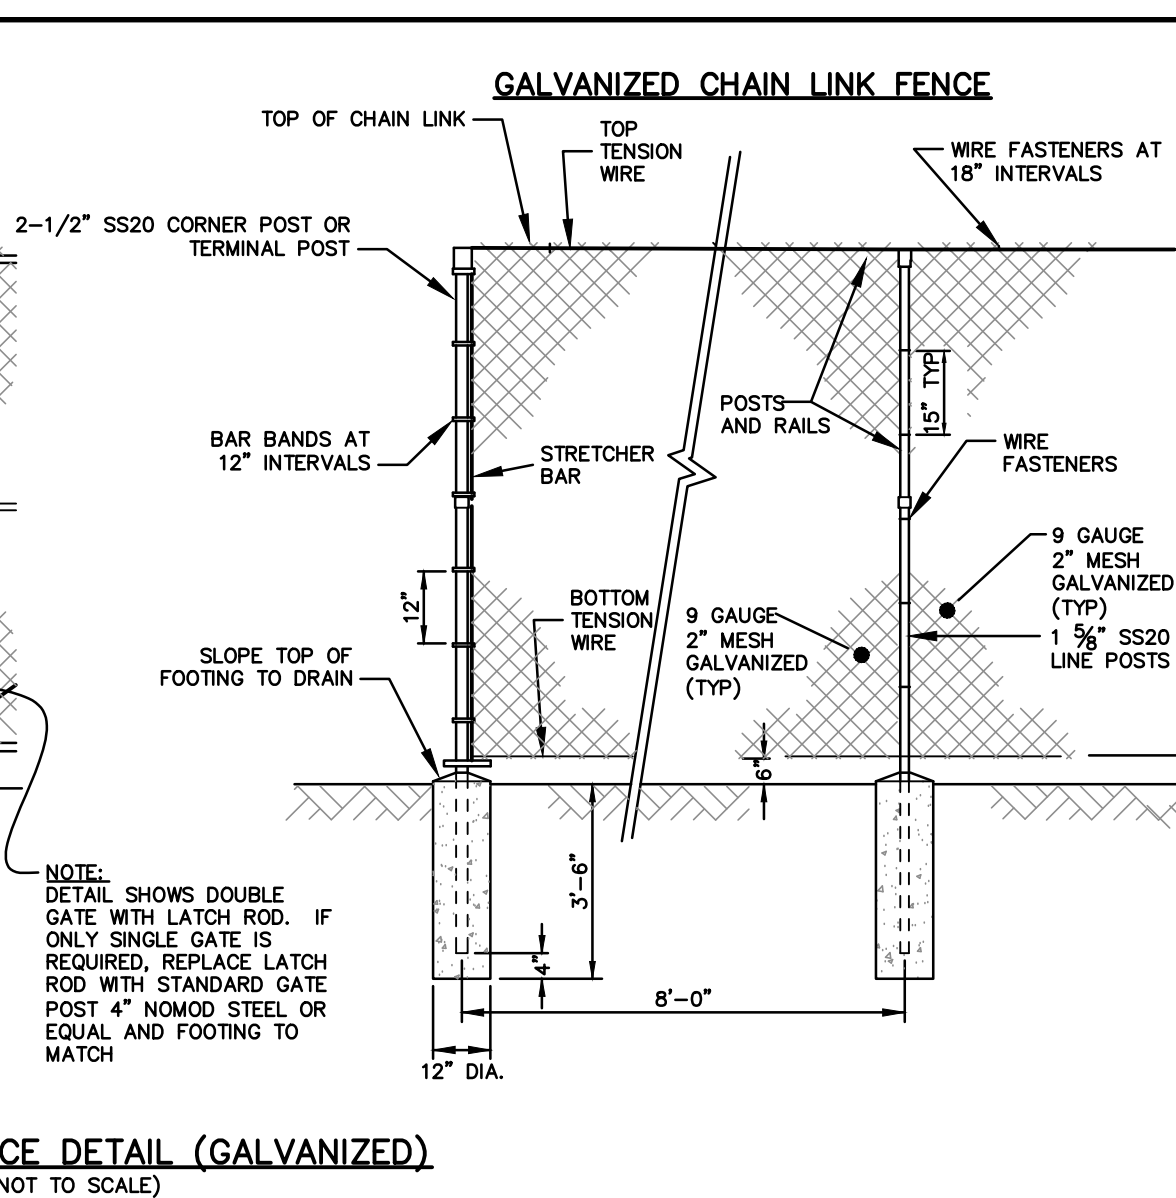 GALVANIZED CHAIN LINK FENCE
TOP OF CHAIN LINK
TOP
TENSION
WIRE
WIRE FASTENERS AT
18" INTERVALS
2-1/2" SS20 CORNER POST OR
TERMINAL POST
15" TYP
POSTS
AND RAILS
BAR BANDS AT
12" INTERVALS
STRETCHER
BAR
WIRE
FASTENERS
9 GAUGE
2" MESH
GALVANIZED
(TYP)
1 5/8" SS20
LINE POSTS
12"
BOTTOM
TENSION
WIRE
9 GAUGE
2" MESH
GALVANIZED
(TYP)
SLOPE TOP OF
FOOTING TO DRAIN
6"
3'-6"
4"
8'-0"
12" DIA.
NOTE:
DETAIL SHOWS DOUBLE
GATE WITH LATCH ROD.  IF
ONLY SINGLE GATE IS
REQUIRED, REPLACE LATCH
ROD WITH STANDARD GATE
POST 4" NOMOD STEEL OR
EQUAL AND FOOTING TO
MATCH
CE DETAIL (GALVANIZED)
NOT TO SCALE)